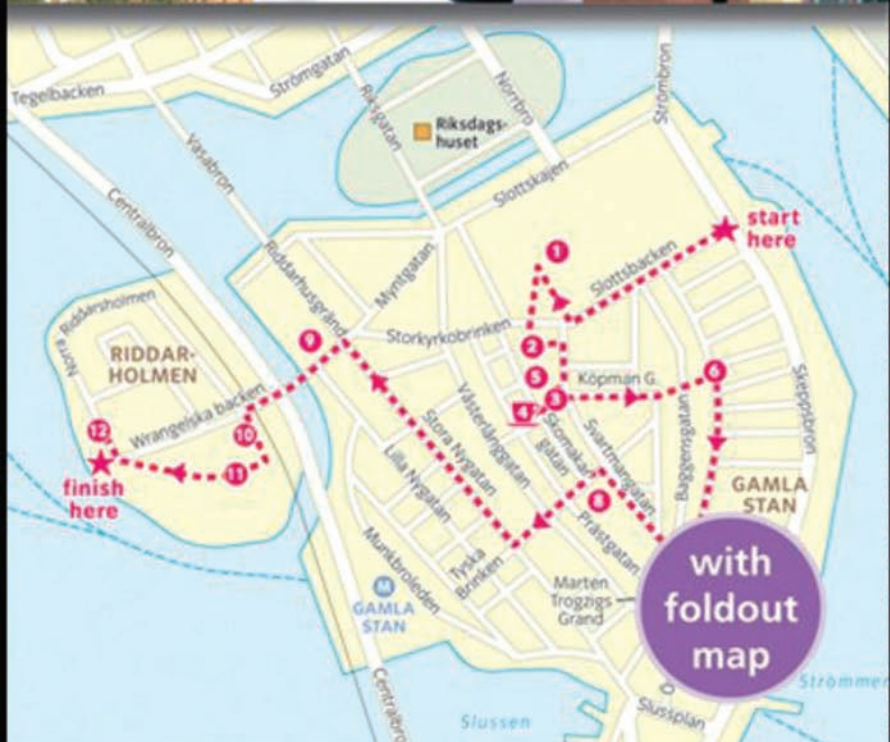 Tegelbacken
Strömgatan
Riksgatan
Norrbro
Strömbron
Riksdags-
huset
Vasabron
Centralbron
Slottskajen
start
here
1
Slottsbacken
Riddarhusgränd
Myntgatan
Riddarsholmen
Norra
RIDDAR-
HOLMEN
9
Storkyrkobrinken
2
5
Köpman G.
6
4
3
Skeppsbron
Wrangelska backen
12
10
11
finish
here
Västerlånggatan
Stora Nygatan
Lilla Nygatan
Skomakar
gatan
Svartmangatan
Baggensgatan
GAMLA
STAN
8
Prästgatan
Munkbroleden
Tyska
Brinken
M
GAMLA
STAN
Marten
Trogzigs
Grand
with
foldout
map
Centralbro
Slussen
Slussplan
Strömmen